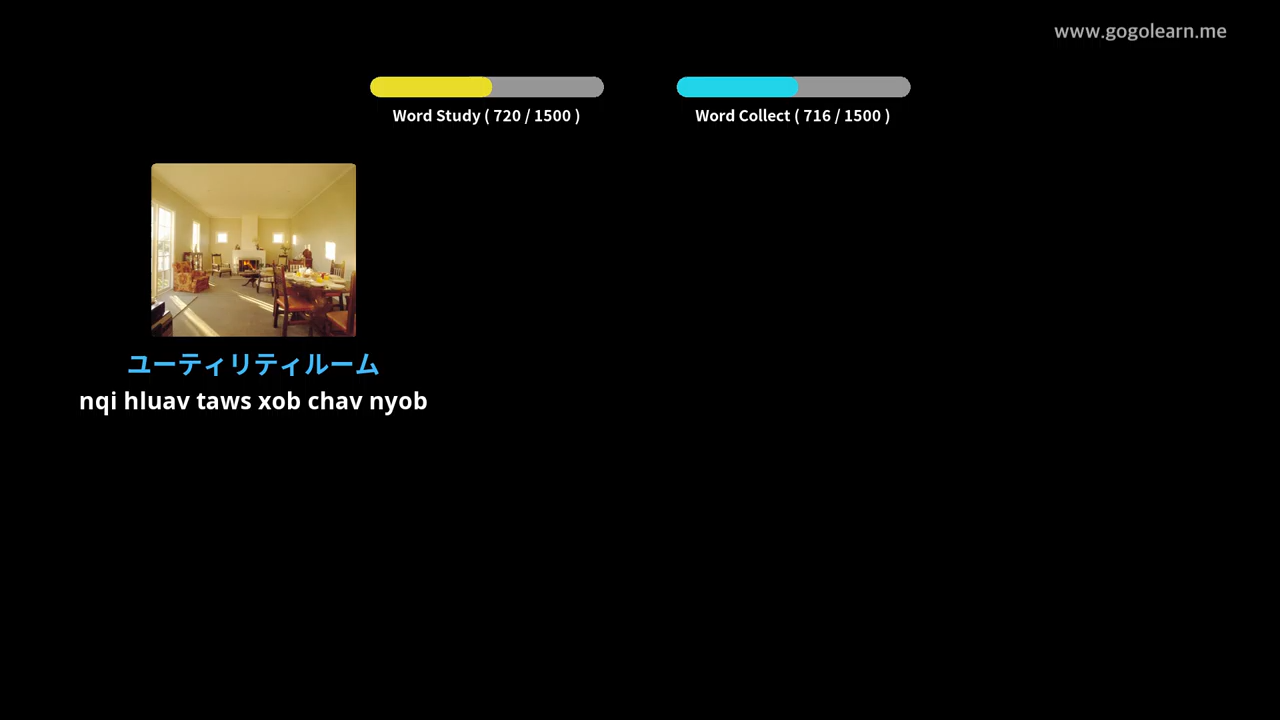 www.gogolearn.me
Word Study ( 720 / 1500 )
Word Collect ( 716 / 1500 )
ユーティリティルーム
nqi hluav taws xob chav nyob